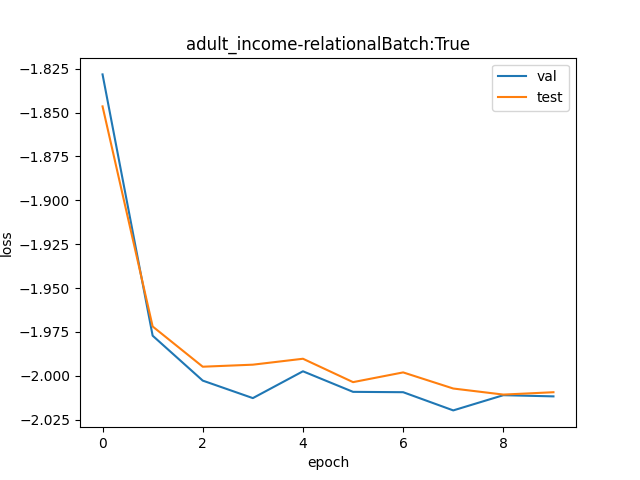 adult_income-relationalBatch:True
−1.825
−1.850
−1.875
−1.900
−1.925
−1.950
−1.975
−2.000
−2.025
loss
0
2
4
6
8
epoch
val
test